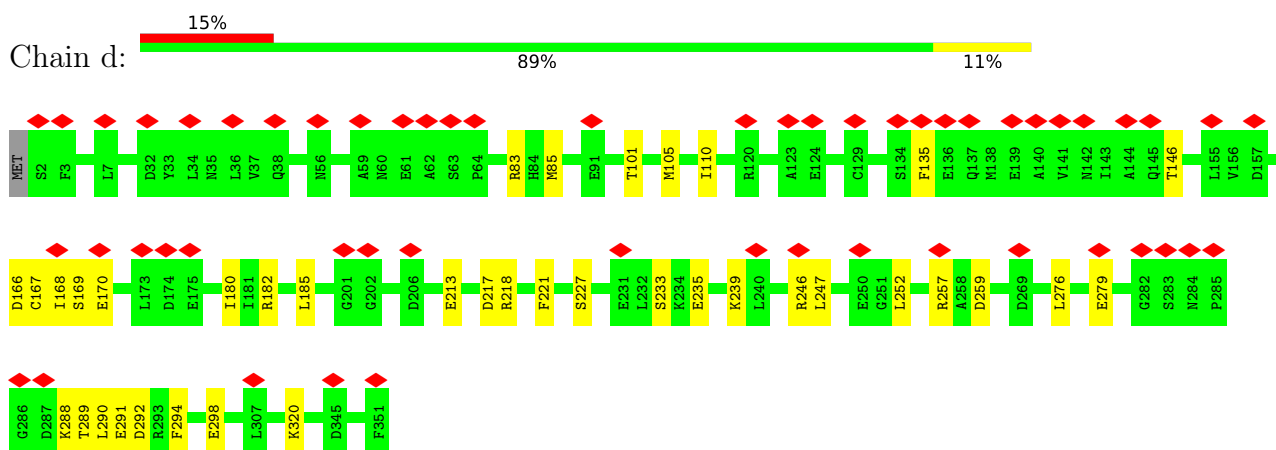 15%
Chain d:
89% 11%
MET S2 F3 L7 D32 Y33 L34 N35 L36 V37 Q38 N56 A59 N60 E61 A62 S63 P64 R83 H84 M85 E91 T101 M105 I110 R120 A123 E124 C129 S134 F135 E136 Q137 M138 E139 A140 V141 N142 I143 A144 Q145 T146 L155 V156 D157
D166 C167 I168 S169 E170 L173 D174 E175 I180 I181 R182 L185 G201 G202 D206 E213 D217 R218 F221 S227 E231 L232 S233 K234 E235 K239 L240 R246 L247 E250 G251 L252 R257 A258 D259 D269 L276 E279 G282 S283 N284 P285
G286 D287 K288 T289 L290 E291 D292 R293 F294 E298 L307 K320 D345 F351